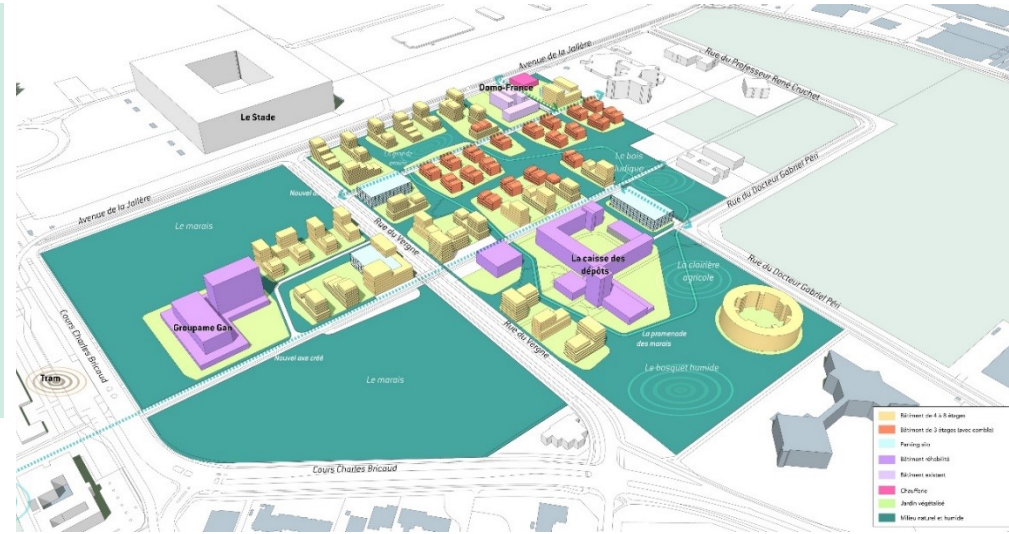 Avenue de la Jallère
Rue du Professeur René Cruchet
Le Stade
Domo-France
Le bois
ludique
Rue du Docteur Gabriel Péri
Avenue de la Jallère
Le marais
Rue du Vergne
La caisse des
dépôts
La clairière
agricole
Rue du Docteur Gabriel Péri
Groupama Gan
Cours Charles Bricaud
Nouvel axe créé
Rue du Vergne
La promenade
des marais
Tram
Le marais
Le bosquet humide
Cours Charles Bricaud
Bâtiment de 4 à 8 étages
Bâtiment de 3 étages (avec comble)
Parking silo
Bâtiment réhabilité
Bâtiment existant
Chaufferie
Jardin végétalisé
Milieu naturel et humide